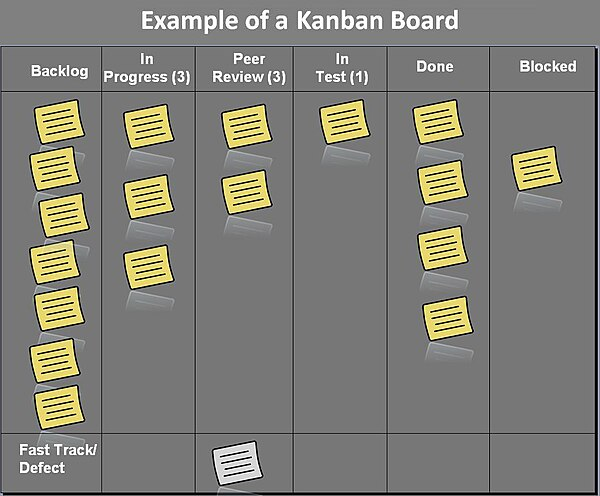 Example of a Kanban Board
Backlog
In
Progress (3)
Peer
Review (3)
In
Test (1)
Done
Blocked
Fast Track/
Defect